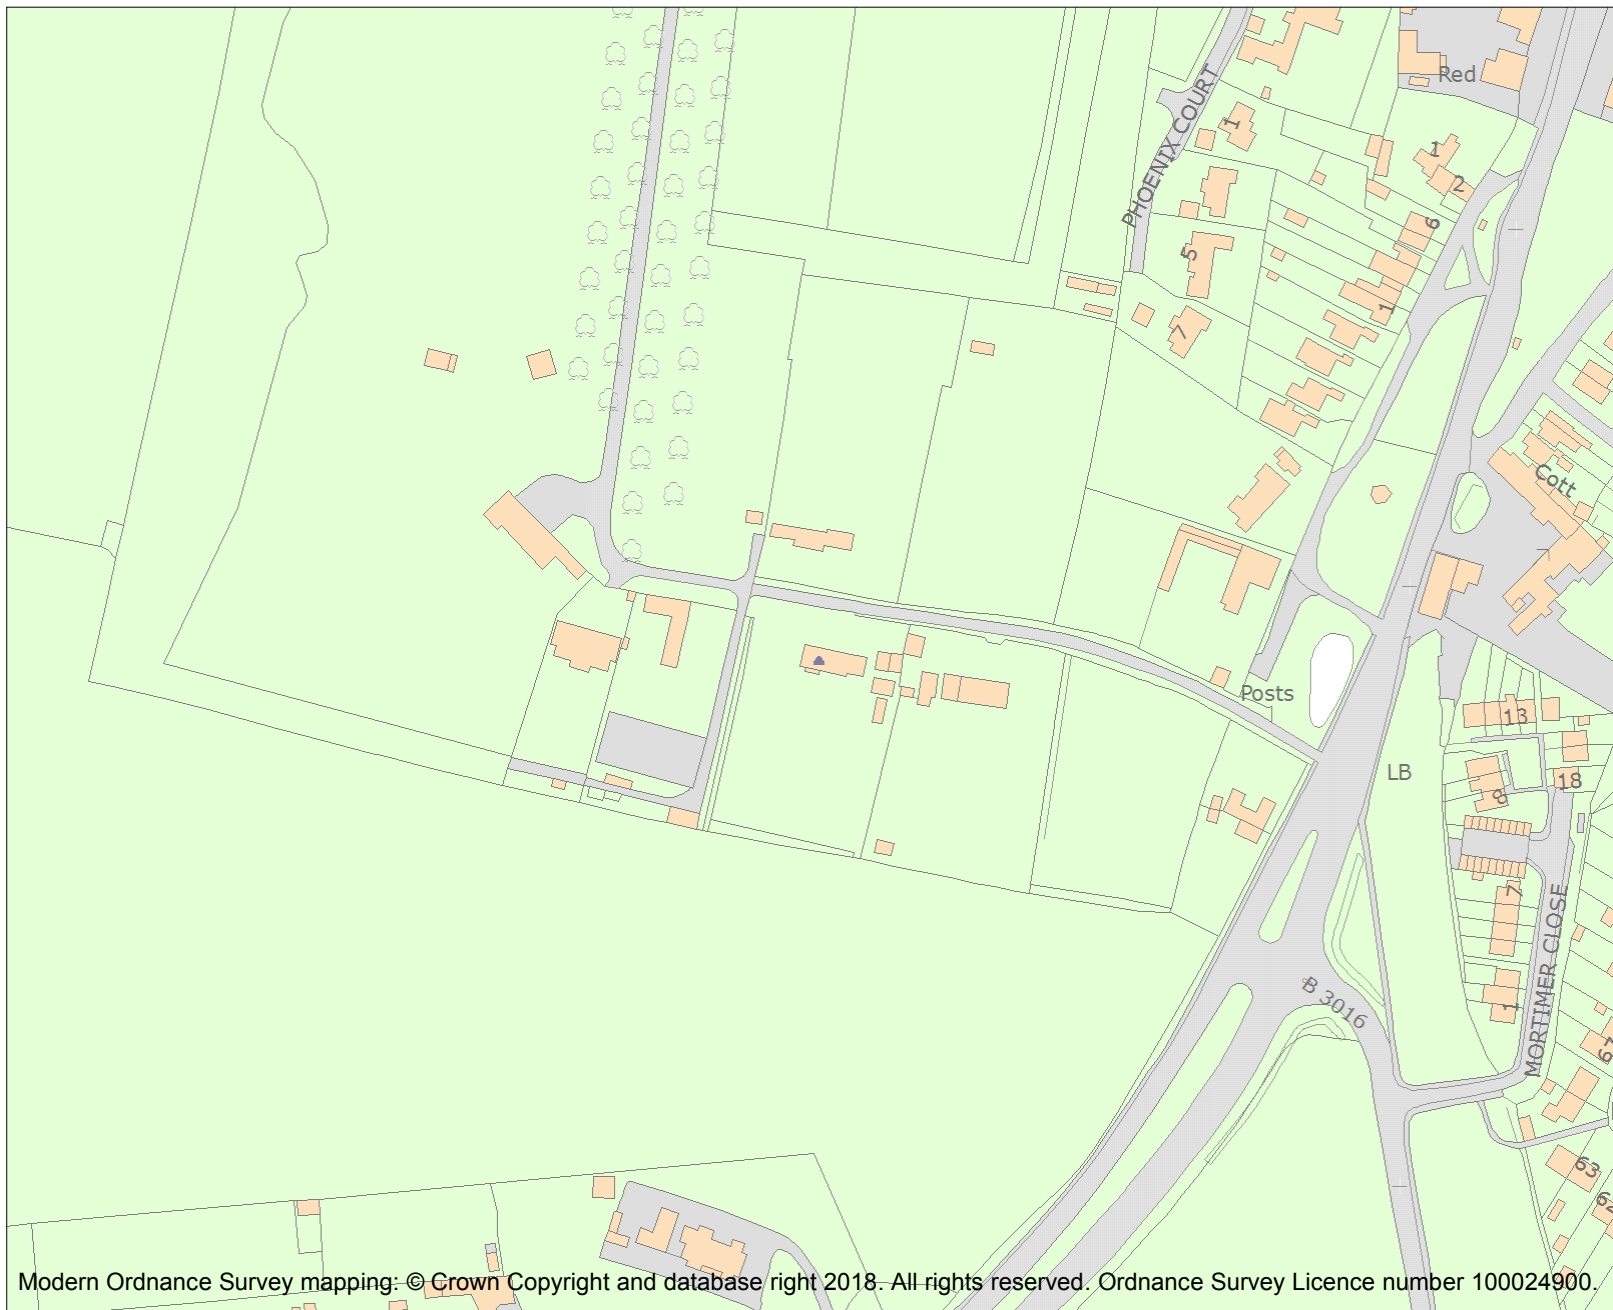 Red
PHOENIX COURT
1
1
2
6
5
1
7
Cott
Posts
13
LB
18
8
7
B 3016
MORTIMER CLOSE
1
63
Modern Ordnance Survey mapping: © Crown Copyright and database right 2018. All rights reserved. Ordnance Survey Licence number 100024900.